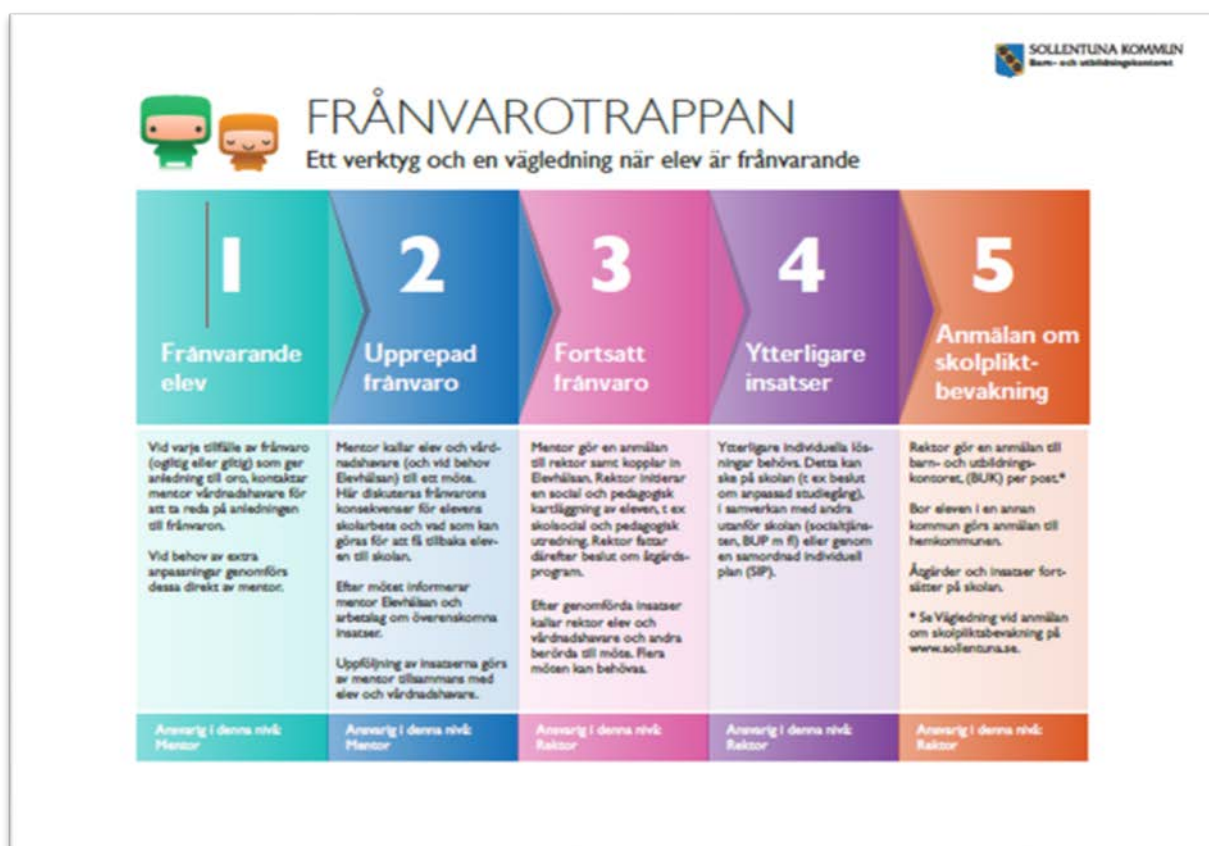 SOLLENTUNA KOMMUN
Barn- och utbildningskontoret
FRÅNVAROTRAPPAN
Ett verktyg och en vägledning när elev är frånvarande
1
Frånvarande
elev
Vid varje tillfälle av frånvaro
(ogiltig eller giltig) som ger
anledning till oro, kontaktar
mentor vårdnadshavare för
att ta reda på anledningen
till frånvaron.
Vid behov av extra
anpassningar genomförs
dessa direkt av mentor.
Ansvarig i denna nivå:
Mentor
2
Upprepad
frånvaro
Mentor kallar elev och vård-
nadshavare (och vid behov
Elevhälsan) till ett möte.
Här diskuteras frånvarons
konsekvenser för elevens
skolarbete och vad som kan
göras för att få tillbaka elev-
en till skolan.
Efter mötet informerar
mentor Elevhälsan och
arbetslag om överenskomna
insatser.
Uppföljning av insatserna görs
av mentor tillsammans med
elev och vårdnadshavare.
Ansvarig i denna nivå:
Mentor
3
Fortsatt
frånvaro
Mentor gör en anmälan
till rektor samt kopplar in
Elevhälsan. Rektor initierar
en social och pedagogisk
kartläggning av eleven, t ex
skolsocial och pedagogisk
utredning. Rektor fattar
därefter beslut om åtgärds-
program.
Efter genomförda insatser
kallar rektor elev och
vårdnadshavare och andra
berörda till möte. Flera
möten kan behövas.
Ansvarig i denna nivå:
Rektor
4
Ytterligare
insatser
Ytterligare individuella lös-
ningar behövs. Detta kan
ske på skolan (t ex beslut
om anpassad studiegång),
i samverkan med andra
utanför skolan (socialtjäns-
ten, BUP m fl) eller genom
en samordnad individuell
plan (SIP).
Ansvarig i denna nivå:
Rektor
5
Anmälan om
skolplikt-
bevakning
Rektor gör en anmälan till
barn- och utbildnings-
kontoret, (BUK) per post.*
Bor eleven i en annan
kommun görs anmälan till
hemkommunen.
Åtgärder och insatser fort-
sätter på skolan.
* Se Vägledning vid anmälan
om skolpliktsbevakning på
www.sollentuna.se.
Ansvarig i denna nivå:
Rektor